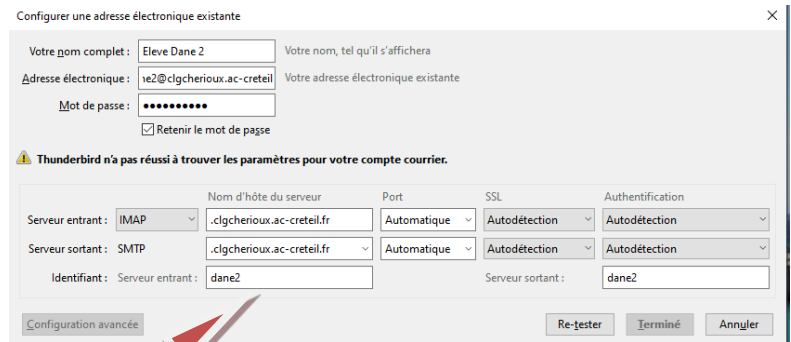 Configurer une adresse électronique existante
Votre nom complet : Eleve Dane 2 Votre nom, tel qu'il s'affichera
Adresse électronique : ne2@clgcherioux.ac-creteil Votre adresse électronique existante
Mot de passe : ••••••••••
Retenir le mot de passe
Thunderbird n'a pas réussi à trouver les paramètres pour votre compte courrier.
Nom d'hôte du serveur Port SSL Authentification
Serveur entrant : IMAP .clgcherioux.ac-creteil.fr Automatique Autodétection Autodétection
Serveur sortant : SMTP .clgcherioux.ac-creteil.fr Automatique Autodétection Autodétection
Identifiant : Serveur entrant : dane2 Serveur sortant : dane2
Configuration avancée Re-tester Terminé Annuler